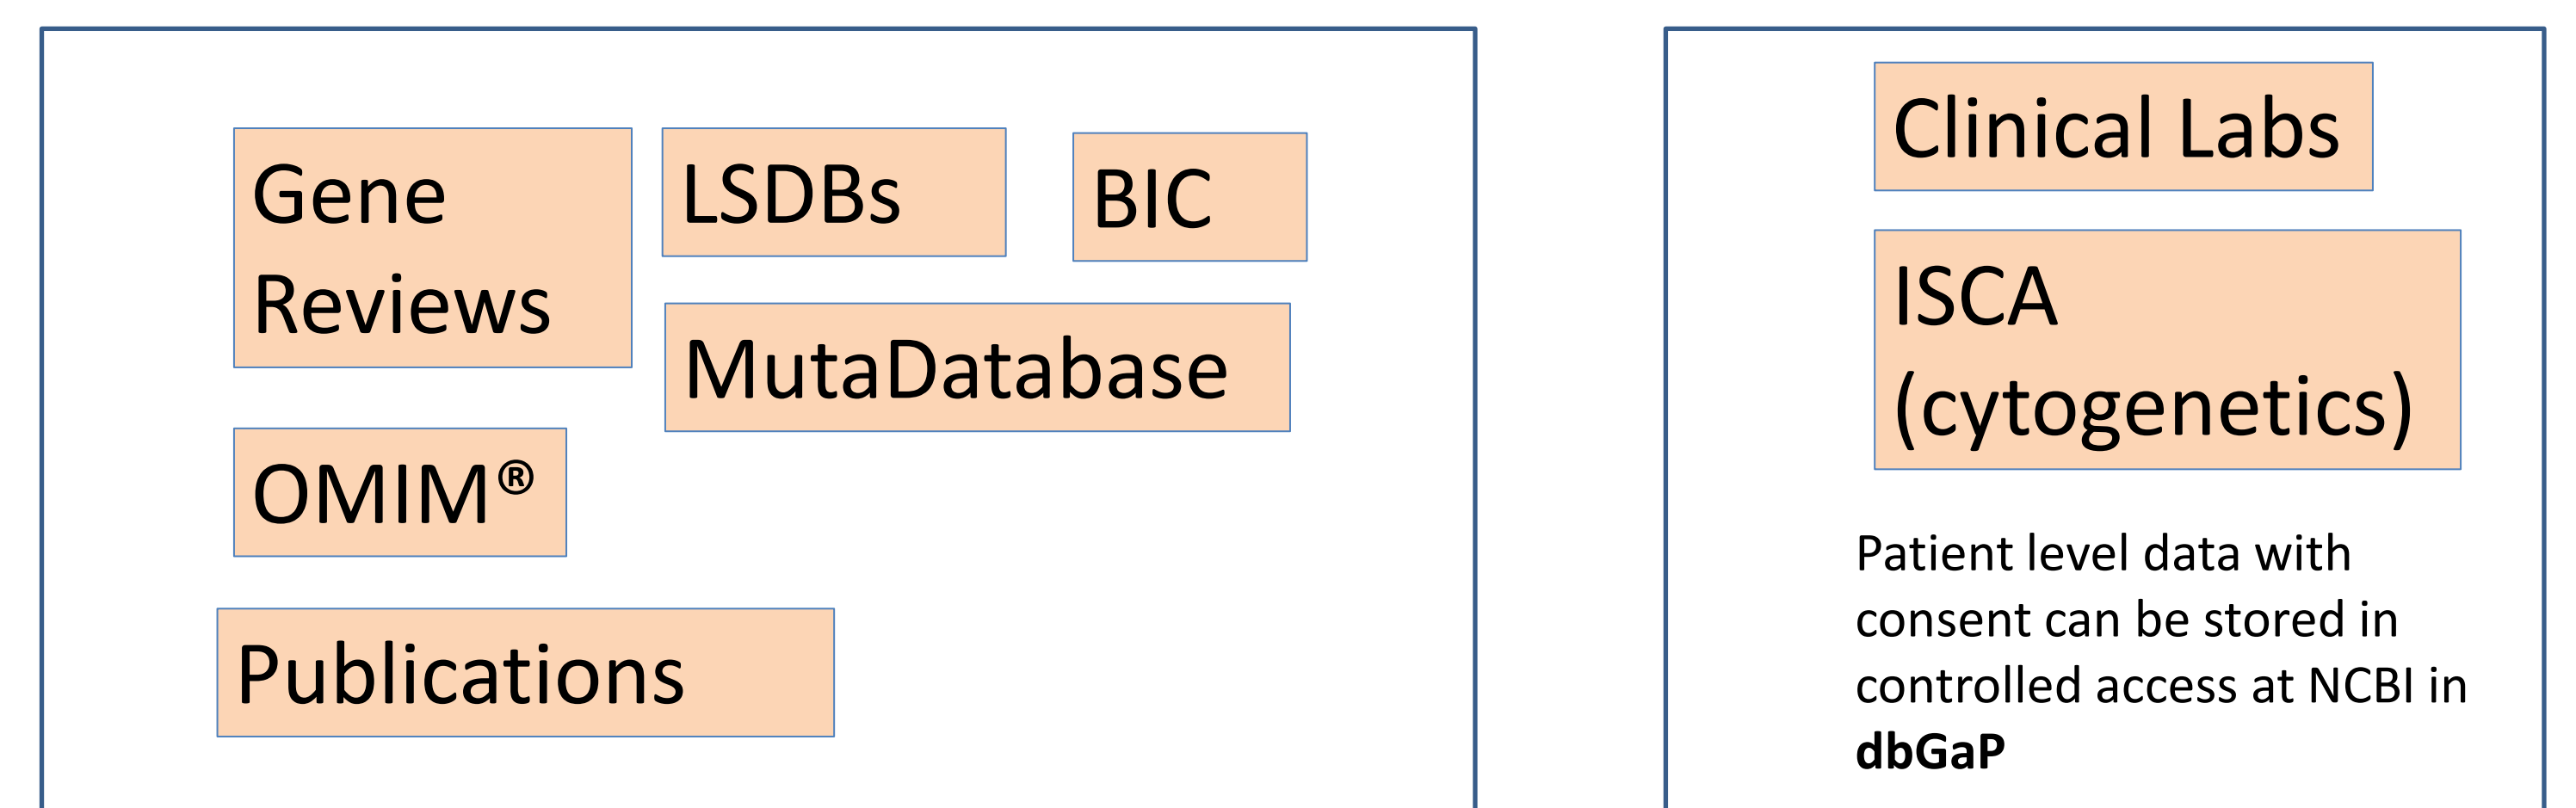 Gene
Reviews
LSDBs
BIC
MutaDatabase
OMIM®
Publications
Clinical Labs
ISCA
(cytogenetics)
Patient level data with
consent can be stored in
controlled access at NCBI in
dbGaP